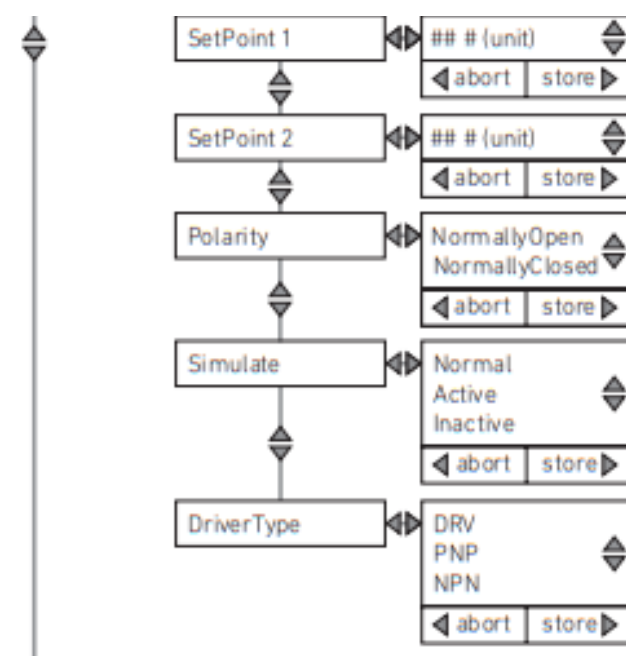 SetPoint 1
## # (unit)
abort store
SetPoint 2
## # (unit)
abort store
Polarity
NormallyOpen
NormallyClosed
abort store
Simulate
Normal
Active
Inactive
abort store
DriverType
DRV
PNP
NPN
abort store